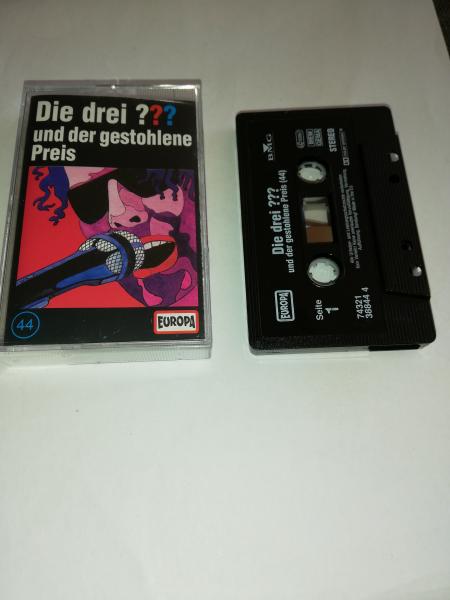 Die drei ???
und der gestohlene
Preis
44
EUROPA
BMG
STEREO
Die drei ???
und der gestohlene Preis (44)
EUROPA
Seite
1
74321
38844 4